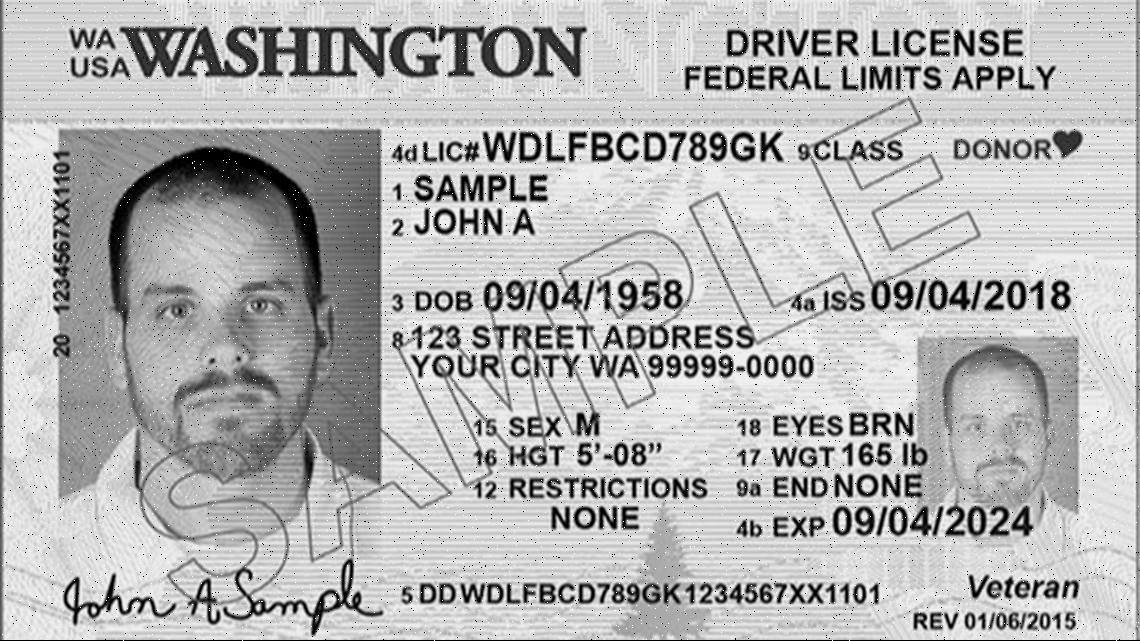 WA WASHINGTON
USA
DRIVER LICENSE
FEDERAL LIMITS APPLY
20 1234567XX1101
4d LIC# WDLFBCD789GK 9 CLASS DONOR
1 SAMPLE
2 JOHN A
3 DOB 09/04/1958 4a ISS 09/04/2018
8 123 STREET ADDRESS
YOUR CITY WA 99999-0000
15 SEX M 18 EYES BRN
16 HGT 5'-08" 17 WGT 165 lb
12 RESTRICTIONS 9a END NONE
NONE 4b EXP 09/04/2024
SAMPLE
John A Sample
5 DD WDLFBCD789GK1234567XX1101
Veteran
REV 01/06/2015